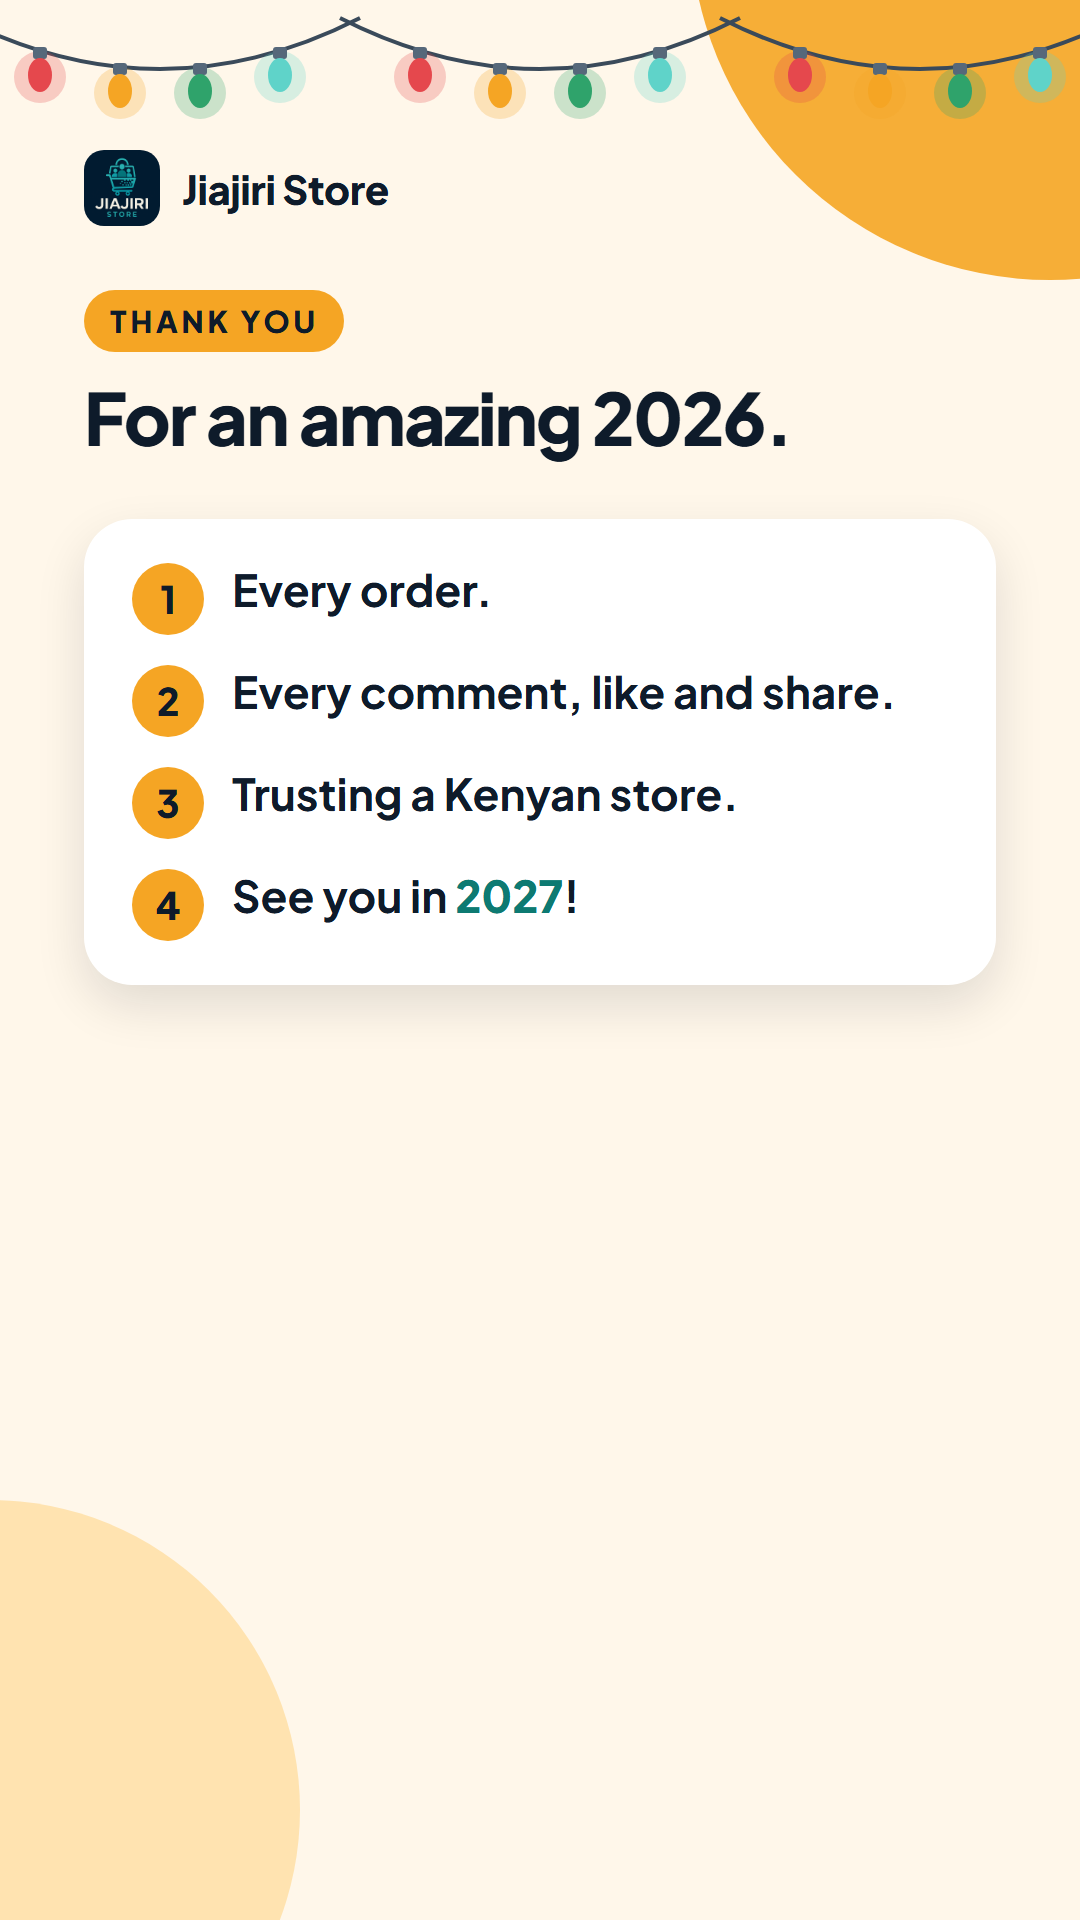 JIAJIRI
STORE
Jiajiri Store
THANK YOU
For an amazing 2026.
1 Every order.
2 Every comment, like and share.
3 Trusting a Kenyan store.
4 See you in 2027!